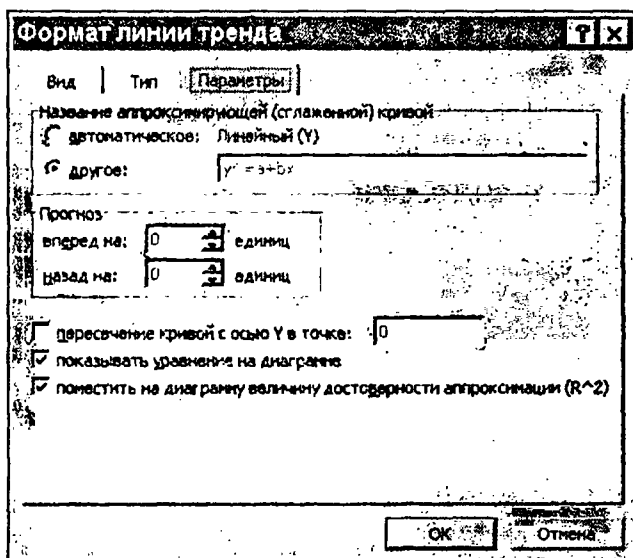 Формат линии тренда ? X
Вид Тип Параметры
Название аппроксимирующей (сглаженной) кривой
автоматическое: Линейный (Y)
другое: y* = a+bx
Прогноз
вперед на: 0 единиц
назад на: 0 единиц
пересечение кривой с осью Y в точке: 0
показывать уравнение на диаграмме
поместить на диаграмму величину достоверности аппроксимации (R^2)
OK Отмена